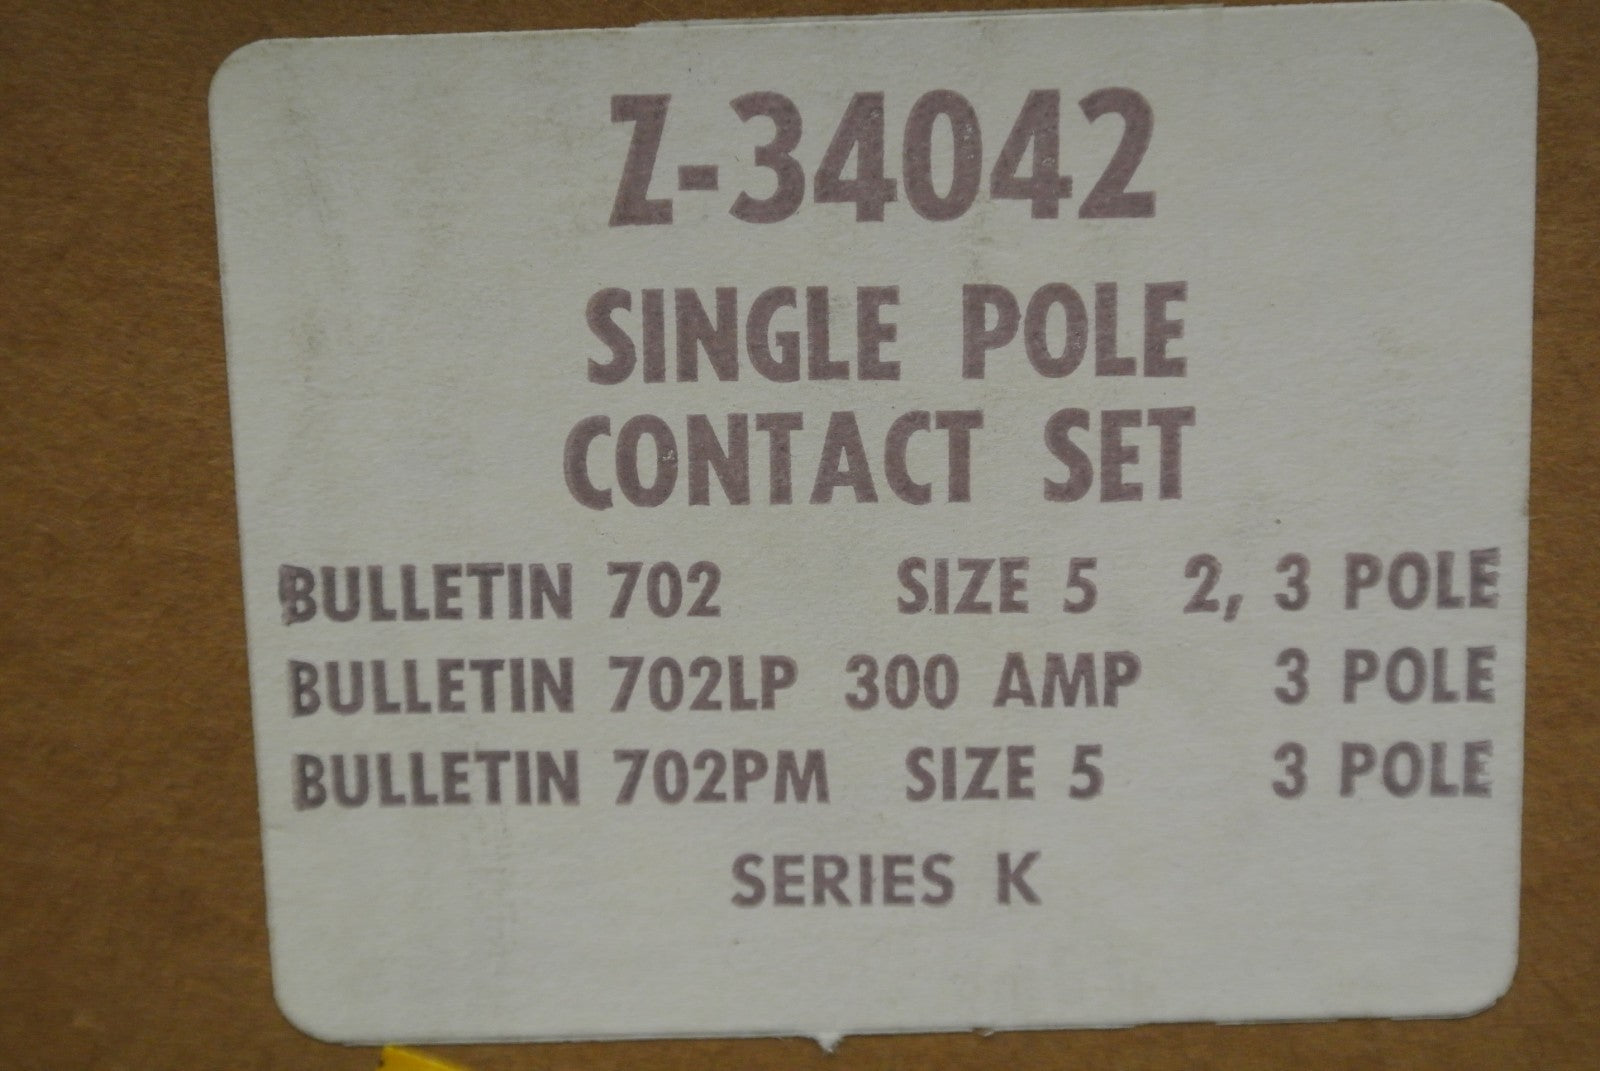 Z-34042
SINGLE POLE
CONTACT SET
BULLETIN 702 SIZE 5 2, 3 POLE
BULLETIN 702LP 300 AMP 3 POLE
BULLETIN 702PM SIZE 5 3 POLE
SERIES K